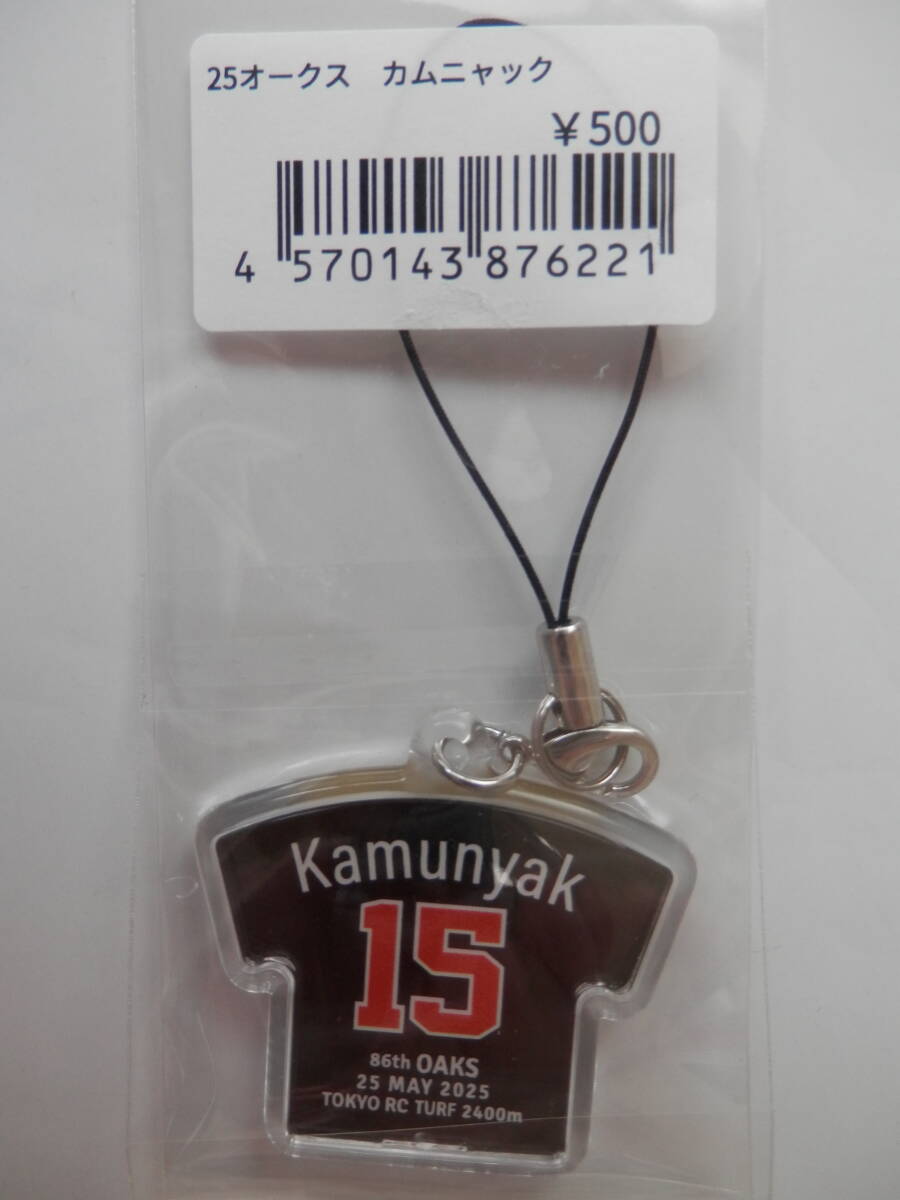 25オークス　カムニャック
￥500
4 570143 876221
Kamunyak
15
86th OAKS
25 MAY 2025
TOKYO RC TURF 2400m